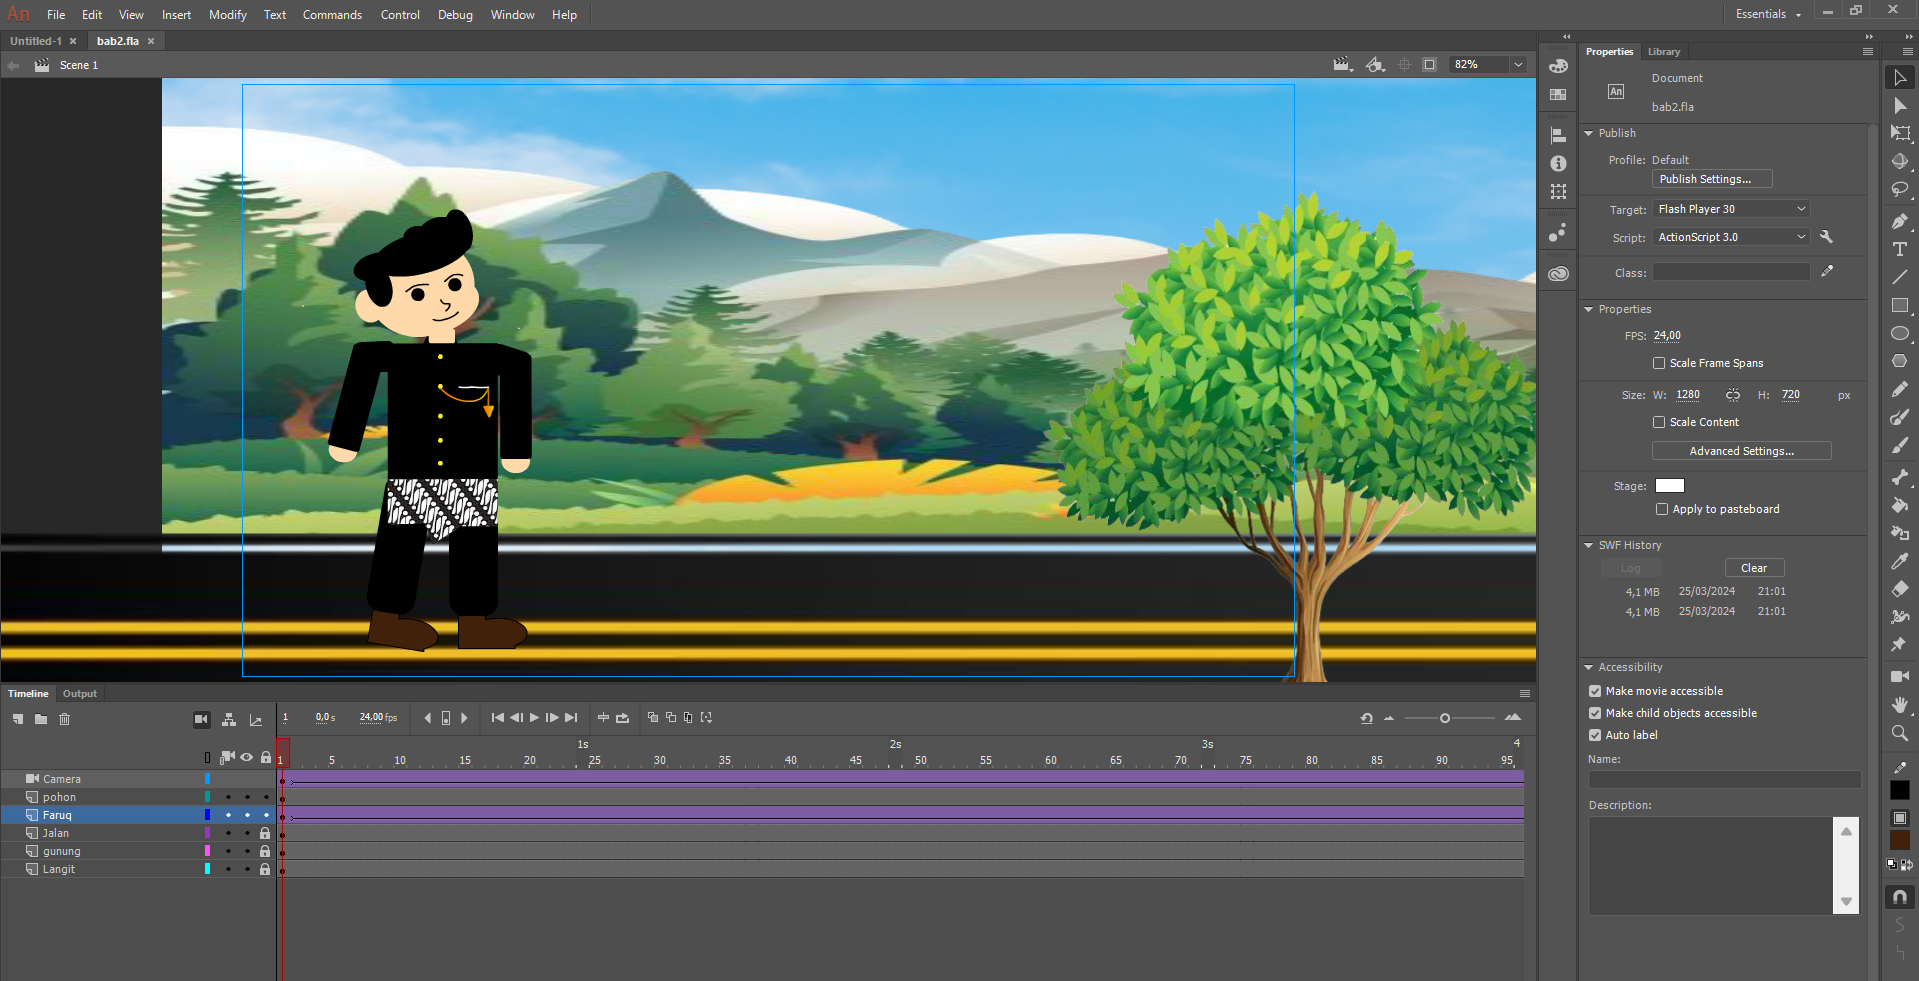 An File Edit View Insert Modify Text Commands Control Debug Window Help Essentials
Untitled-1 × bab2.fla ×
Scene 1 82%
Properties Library
Document
An
bab2.fla
Publish
Profile: Default
Publish Settings...
Target: Flash Player 30
Script: ActionScript 3.0
Class:
Properties
FPS: 24,00
Scale Frame Spans
Size: W: 1280 H: 720 px
Scale Content
Advanced Settings...
Stage:
Apply to pasteboard
SWF History
Log Clear
4,1 MB 25/03/2024 21:01
4,1 MB 25/03/2024 21:01
Accessibility
Make movie accessible
Make child objects accessible
Auto label
Name:
Description:
Timeline Output
1 0,0 s 24,00 fps
1s 2s 3s 4
1 5 10 15 20 25 30 35 40 45 50 55 60 65 70 75 80 85 90 95
Camera
pohon
Faruq
Jalan
gunung
Langit